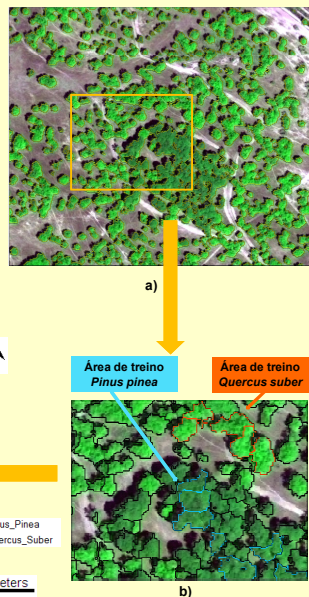 a)
Área de treino
Pinus pinea
Área de treino
Quercus suber
us_Pinea
ercus_Suber
eters
b)